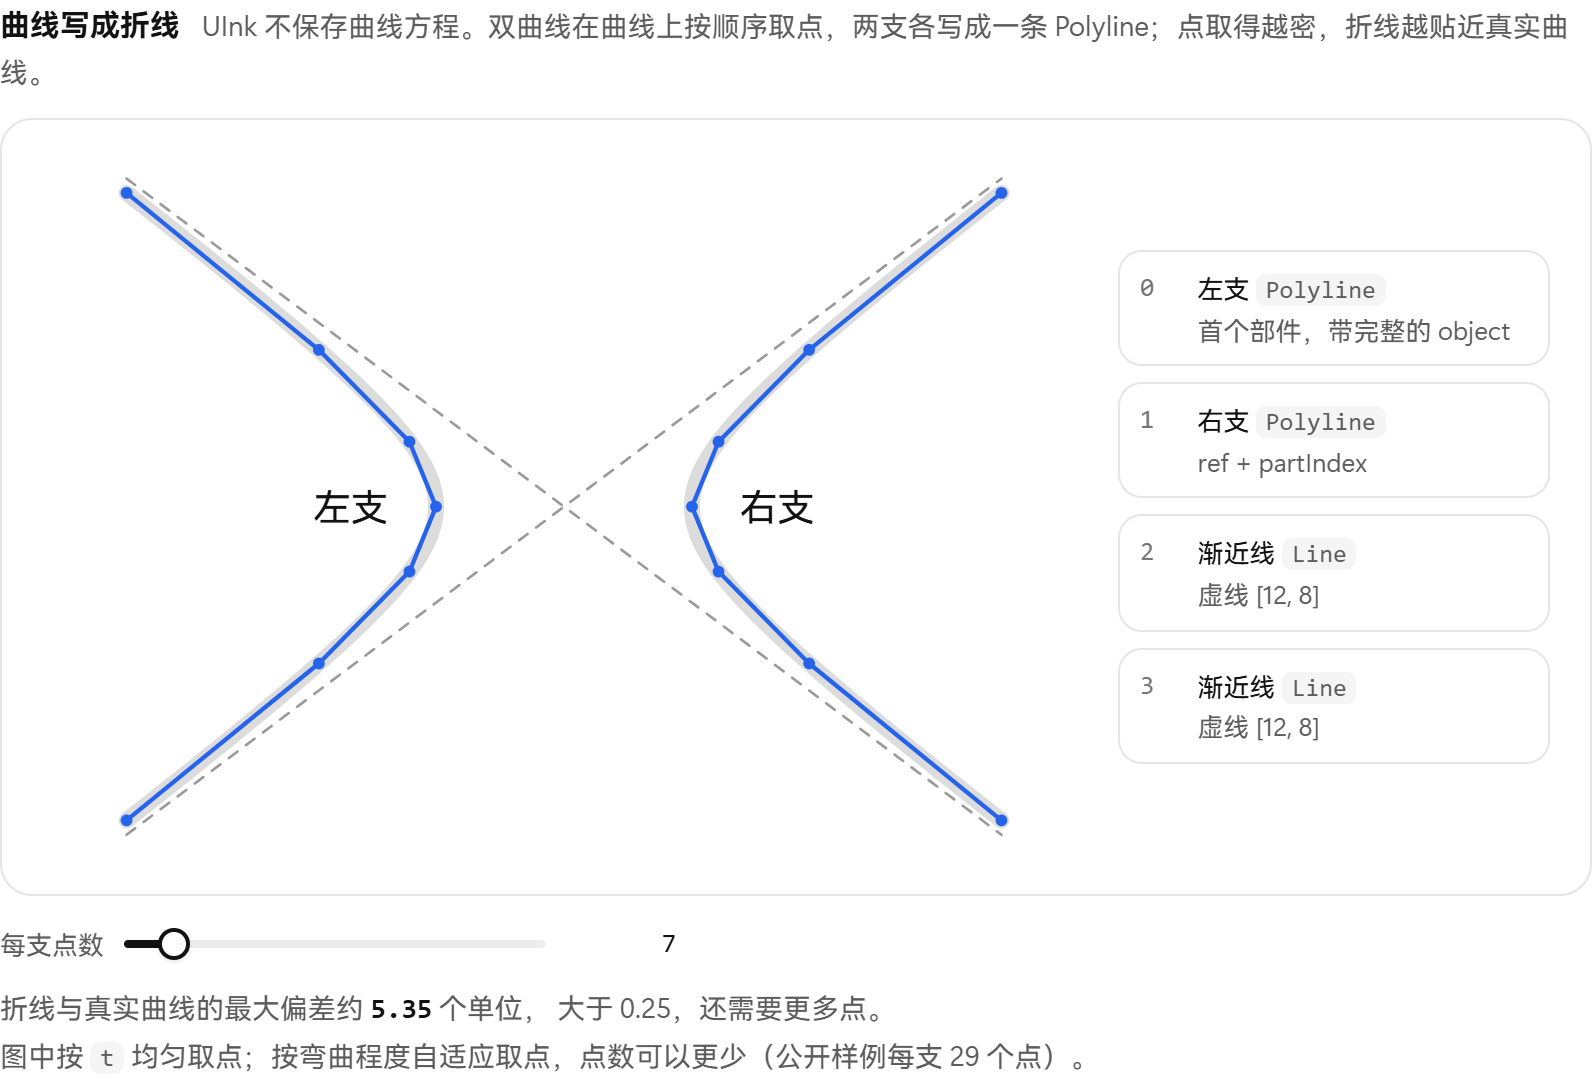 曲线写成折线 UInk 不保存曲线方程。双曲线在曲线上按顺序取点，两支各写成一条 Polyline；点取得越密，折线越贴近真实曲
线。
0 左支 Polyline
首个部件，带完整的 object
1 右支 Polyline
ref + partIndex
左支 右支
2 渐近线 Line
虚线 [12, 8]
3 渐近线 Line
虚线 [12, 8]
每支点数 7
折线与真实曲线的最大偏差约 5.35 个单位， 大于 0.25，还需要更多点。
图中按 t 均匀取点；按弯曲程度自适应取点，点数可以更少（公开样例每支 29 个点）。